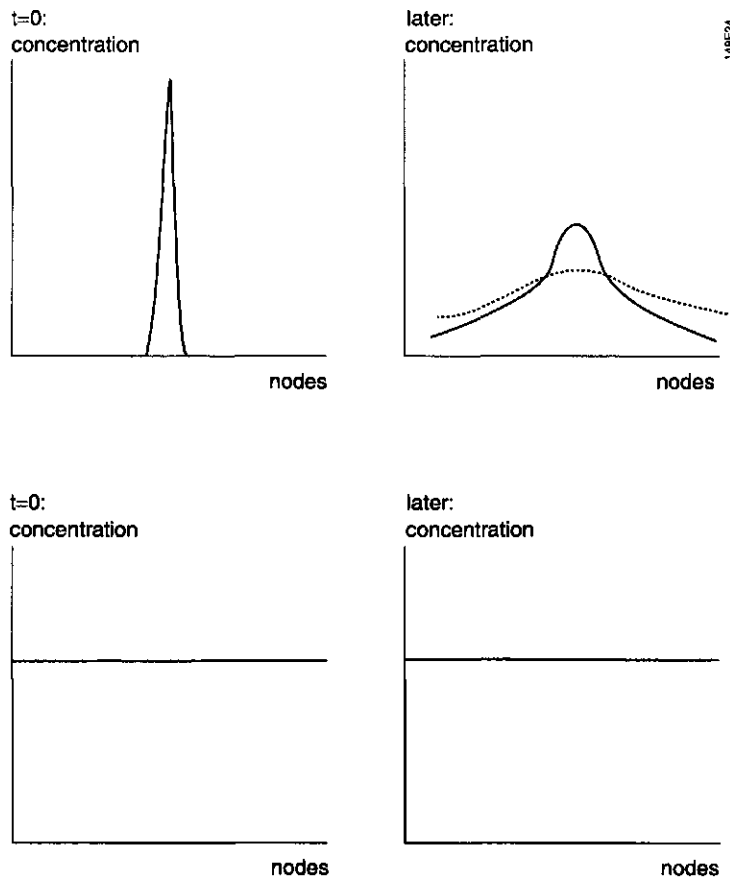 t=0:
concentration
nodes
later:
concentration
nodes
t=0:
concentration
nodes
later:
concentration
nodes